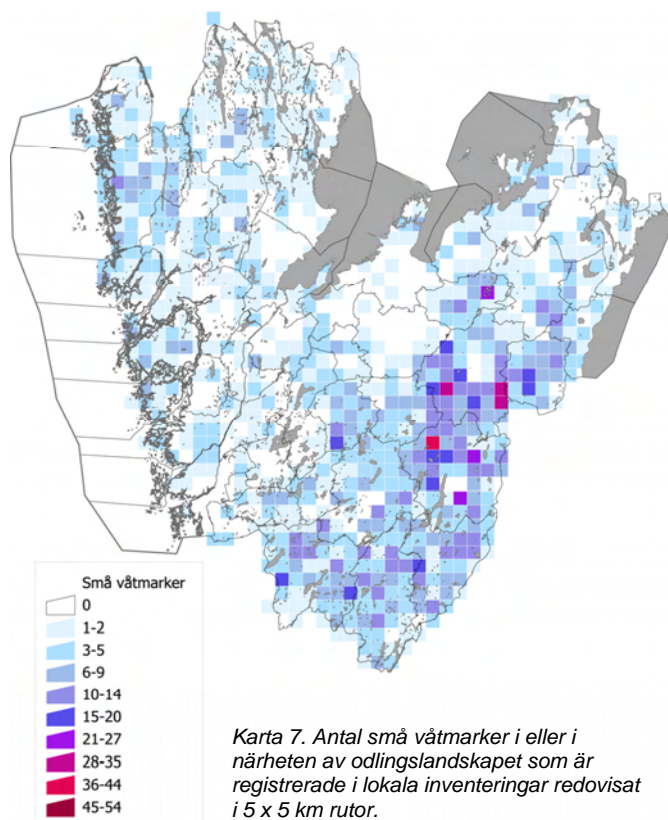 Små våtmarker
0
1-2
3-5
6-9
10-14
15-20
21-27
28-35
36-44
45-54
Karta 7. Antal små våtmarker i eller i
närheten av odlingslandskapet som är
registrerade i lokala inventeringar redovisat
i 5 x 5 km rutor.